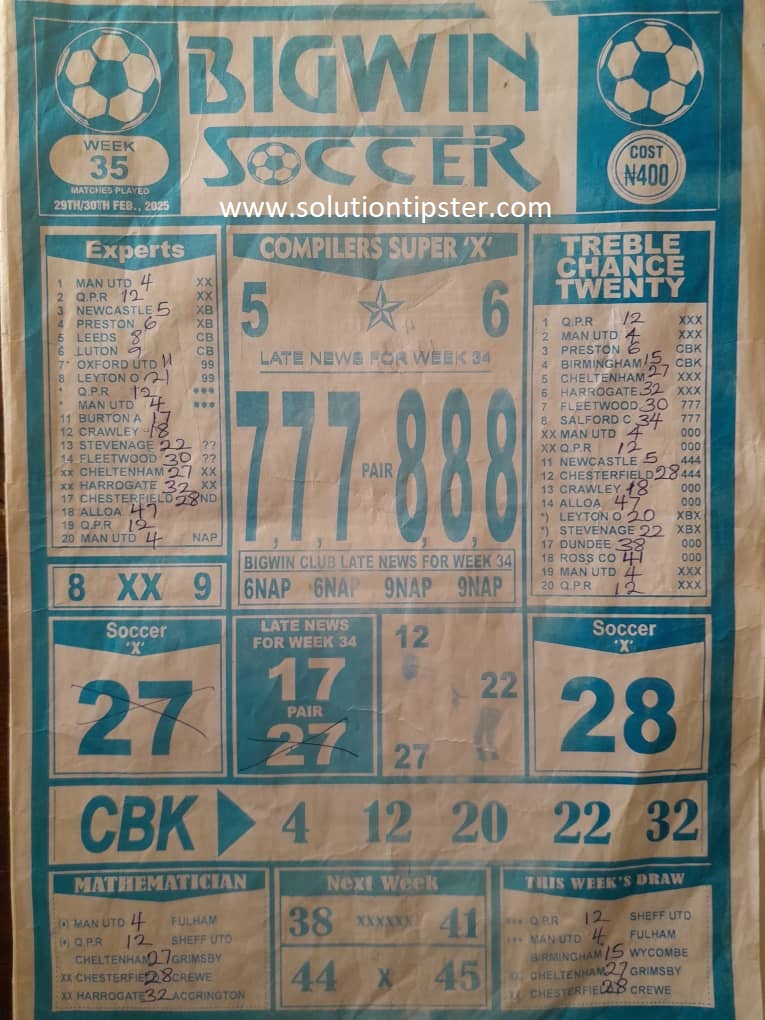 BIGWIN
SOCCER
WEEK
35
MATCHES PLAYED
29TH/30TH FEB., 2025
COST
₦400
www.solutiontipster.com
Experts
1 MAN UTD 4 XX
2 Q.P.R 12 XX
3 NEWCASTLE 5 XB
4 PRESTON 6 XB
5 LEEDS 8 CB
6 LUTON 9 CB
7* OXFORD UTD 11 99
8 LEYTON O 21 99
* Q.P.R 12 ***
* MAN UTD 4 ***
11 BURTON A 17
12 CRAWLEY 18
13 STEVENAGE 22 ??
14 FLEETWOOD 30 ??
xx CHELTENHAM 27 XX
xx HARROGATE 32 XX
17 CHESTERFIELD 28 ND
18 ALLOA 47
19 Q.P.R 12
20 MAN UTD 4 NAP
8 XX 9
COMPILERS SUPER 'X'
5 6
LATE NEWS FOR WEEK 34
7,7,7 PAIR 8,8,8
BIGWIN CLUB LATE NEWS FOR WEEK 34
6NAP 6NAP 9NAP 9NAP
TREBLE
CHANCE
TWENTY
1 Q.P.R 12 XXX
2 MAN UTD 4 XXX
3 PRESTON 6 CBK
4 BIRMINGHAM 15 CBK
5 CHELTENHAM 27 XXX
6 HARROGATE 32 XXX
7 FLEETWOOD 30 777
8 SALFORD C 34 777
XX MAN UTD 4 000
XX Q.P.R 12 000
11 NEWCASTLE 5 444
12 CHESTERFIELD 28 444
13 CRAWLEY 18 000
14 ALLOA 47 000
*) LEYTON O 20 XBX
*) STEVENAGE 22 XBX
17 DUNDEE 38 000
18 ROSS CO 41 000
19 MAN UTD 4 XXX
20 Q.P.R 12 XXX
Soccer
'X'
27
LATE NEWS
FOR WEEK 34
17
PAIR
27
12
22
27
Soccer
'X'
28
CBK 4 12 20 22 32
MATHEMATICIAN
(•) MAN UTD 4 FULHAM
(•) Q.P.R 12 SHEFF UTD
CHELTENHAM 27 GRIMSBY
XX CHESTERFIELD 28 CREWE
XX HARROGATE 32 ACCRINGTON
Next Week
38 XXXXXX 41
44 X 45
THIS WEEK'S DRAW
*** Q.P.R 12 SHEFF UTD
*** MAN UTD 4 FULHAM
BIRMINGHAM 15 WYCOMBE
CHELTENHAM 27 GRIMSBY
CHESTERFIELD 28 CREWE